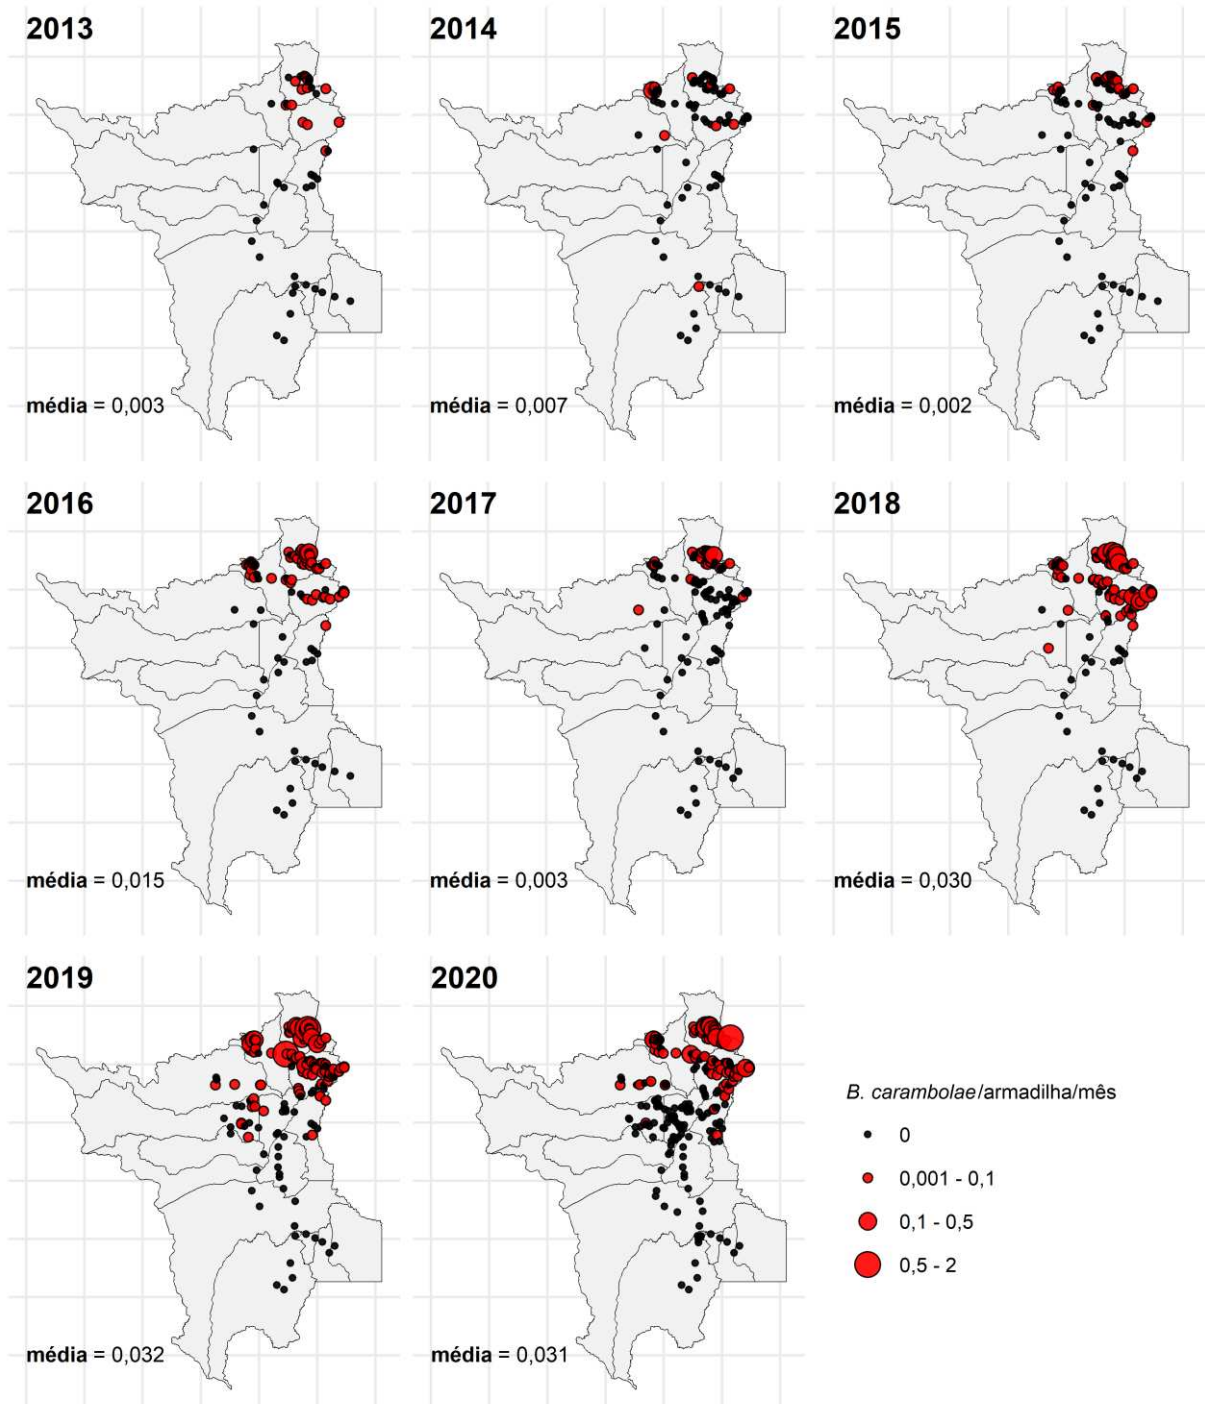 2013
2014
2015
média = 0,003
média = 0,007
média = 0,002
2016
2017
2018
média = 0,015
média = 0,003
média = 0,030
2019
2020
B. carambolae/armadilha/mês
0
0,001 - 0,1
0,1 - 0,5
0,5 - 2
média = 0,032
média = 0,031